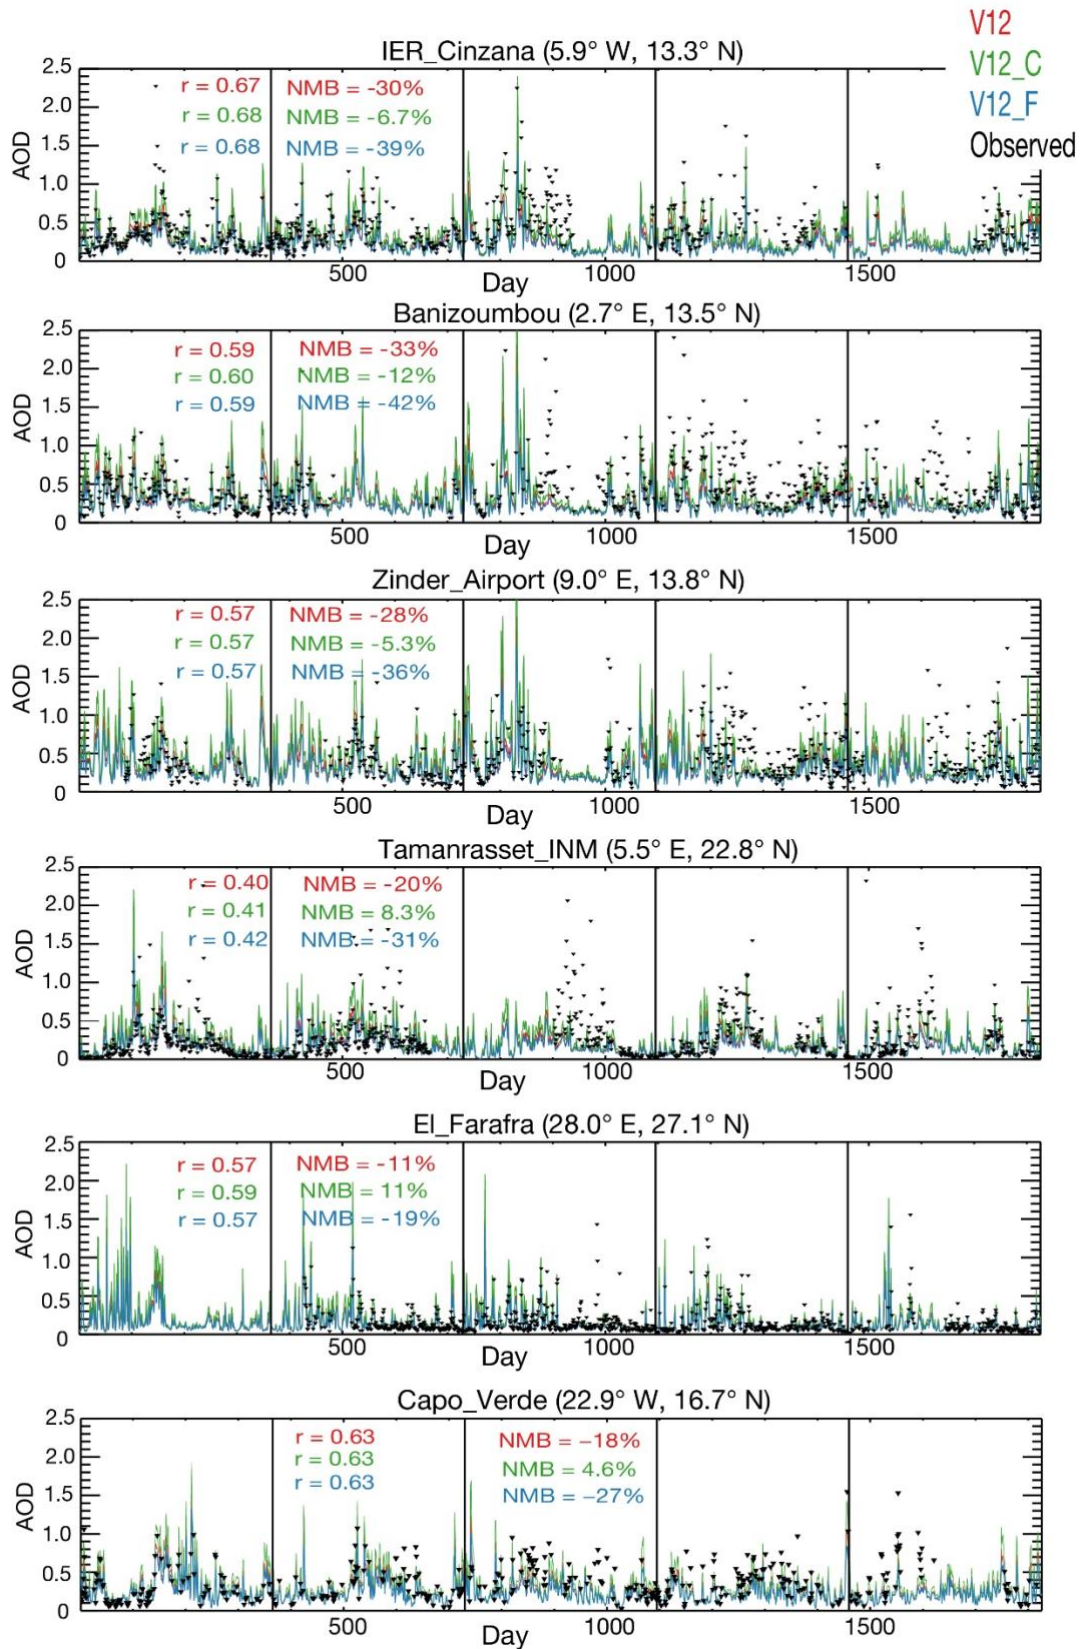 V12
V12_C
V12_F
Observed
IER_Cinzana (5.9° W, 13.3° N)
2.5
2.0
1.5
1.0
0.5
0
AOD
r = 0.67
NMB = -30%
r = 0.68
NMB = -6.7%
r = 0.68
NMB = -39%
500
1000
1500
Day
Banizoumbou (2.7° E, 13.5° N)
2.5
2.0
1.5
1.0
0.5
0
AOD
r = 0.59
NMB = -33%
r = 0.60
NMB = -12%
r = 0.59
NMB = -42%
500
1000
1500
Day
Zinder_Airport (9.0° E, 13.8° N)
2.5
2.0
1.5
1.0
0.5
0
AOD
r = 0.57
NMB = -28%
r = 0.57
NMB = -5.3%
r = 0.57
NMB = -36%
500
1000
1500
Day
Tamanrasset_INM (5.5° E, 22.8° N)
2.5
2.0
1.5
1.0
0.5
0
AOD
r = 0.40
NMB = -20%
r = 0.41
NMB = 8.3%
r = 0.42
NMB = -31%
500
1000
1500
Day
El_Farafra (28.0° E, 27.1° N)
2.5
2.0
1.5
1.0
0.5
0
AOD
r = 0.57
NMB = -11%
r = 0.59
NMB = 11%
r = 0.57
NMB = -19%
500
1000
1500
Day
Capo_Verde (22.9° W, 16.7° N)
2.5
2.0
1.5
1.0
0.5
0
AOD
r = 0.63
NMB = −18%
r = 0.63
NMB = 4.6%
r = 0.63
NMB = −27%
500
1000
1500
Day